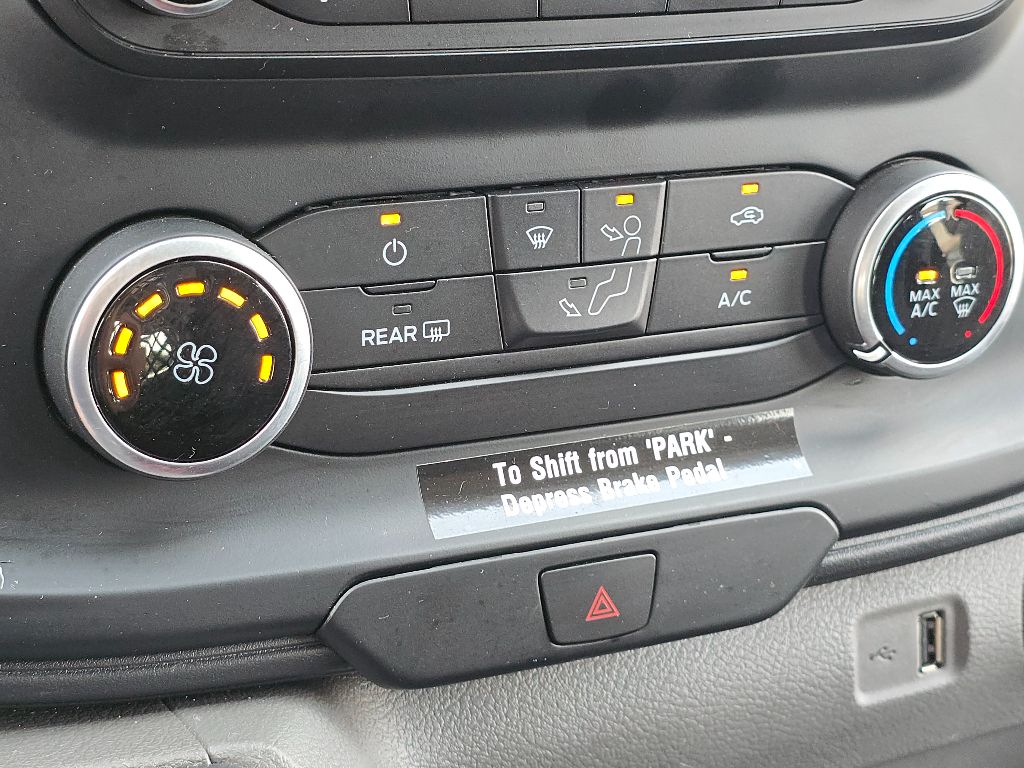 REAR
A/C
MAX
A/C
MAX
To Shift from 'PARK' -
Depress Brake Pedal